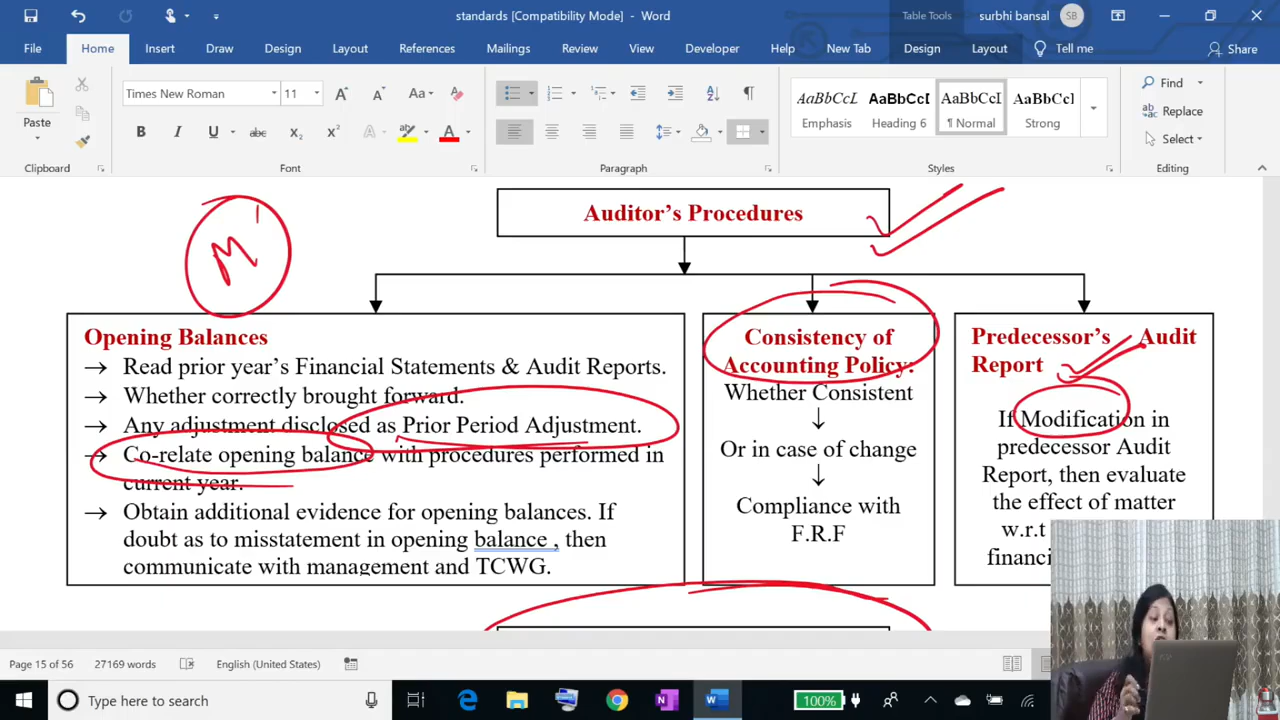 standards [Compatibility Mode] - Word
Table Tools
surbhi bansal
SB
File
Home
Insert
Draw
Design
Layout
References
Mailings
Review
View
Developer
Help
New Tab
Design
Layout
Tell me
Share
Paste
Clipboard
Times New Roman
11
Font
Paragraph
AaBbCcL
Emphasis
AaBbCcDc
Heading 6
AaBbCcI
¶ Normal
AaBbCcl
Strong
Styles
Find
Replace
Select
Editing
Auditor's Procedures
M
Opening Balances
→ Read prior year's Financial Statements & Audit Reports.
→ Whether correctly brought forward.
→ Any adjustment disclosed as Prior Period Adjustment.
→ Co-relate opening balance with procedures performed in
current year.
→ Obtain additional evidence for opening balances. If
doubt as to misstatement in opening balance , then
communicate with management and TCWG.
Consistency of
Accounting Policy:
Whether Consistent
↓
Or in case of change
↓
Compliance with
F.R.F
Predecessor's Audit
Report
If Modification in
predecessor Audit
Report, then evaluate
the effect of matter
w.r.t
Page 15 of 56
27169 words
English (United States)
Type here to search
100%